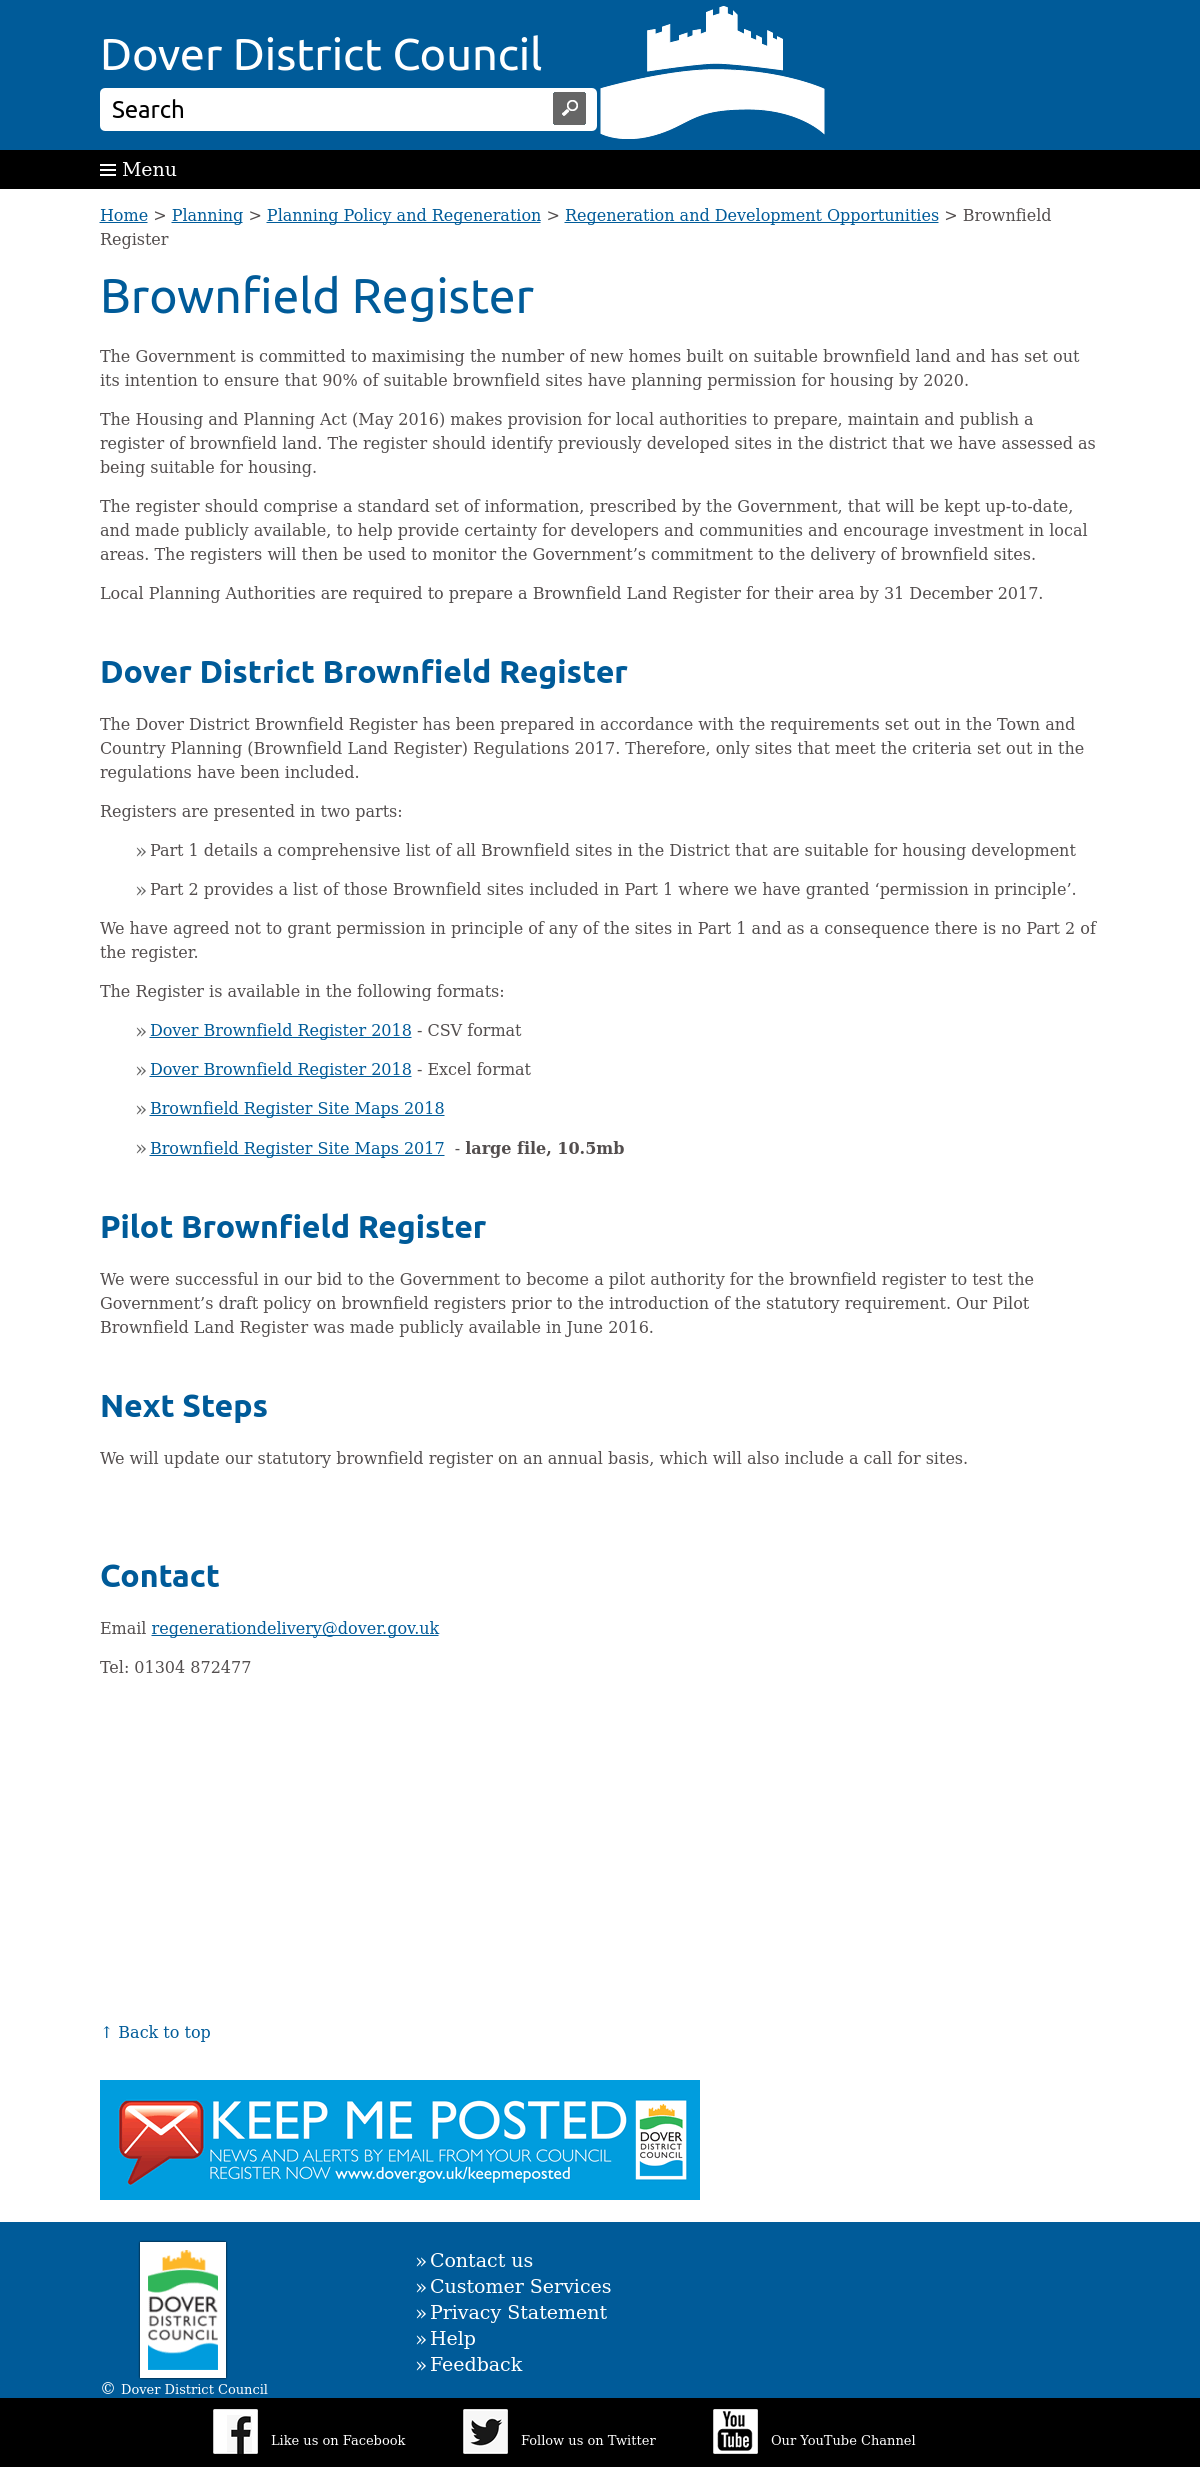 Dover District Council
Search
Menu
Home > Planning > Planning Policy and Regeneration > Regeneration and Development Opportunities > Brownfield
Register
Brownfield Register
The Government is committed to maximising the number of new homes built on suitable brownfield land and has set out
its intention to ensure that 90% of suitable brownfield sites have planning permission for housing by 2020.
The Housing and Planning Act (May 2016) makes provision for local authorities to prepare, maintain and publish a
register of brownfield land. The register should identify previously developed sites in the district that we have assessed as
being suitable for housing.
The register should comprise a standard set of information, prescribed by the Government, that will be kept up-to-date,
and made publicly available, to help provide certainty for developers and communities and encourage investment in local
areas. The registers will then be used to monitor the Government’s commitment to the delivery of brownfield sites.
Local Planning Authorities are required to prepare a Brownfield Land Register for their area by 31 December 2017.
Dover District Brownfield Register
The Dover District Brownfield Register has been prepared in accordance with the requirements set out in the Town and
Country Planning (Brownfield Land Register) Regulations 2017. Therefore, only sites that meet the criteria set out in the
regulations have been included.
Registers are presented in two parts:
» Part 1 details a comprehensive list of all Brownfield sites in the District that are suitable for housing development
» Part 2 provides a list of those Brownfield sites included in Part 1 where we have granted ‘permission in principle’.
We have agreed not to grant permission in principle of any of the sites in Part 1 and as a consequence there is no Part 2 of
the register.
The Register is available in the following formats:
» Dover Brownfield Register 2018 - CSV format
» Dover Brownfield Register 2018 - Excel format
» Brownfield Register Site Maps 2018
» Brownfield Register Site Maps 2017 - large file, 10.5mb
Pilot Brownfield Register
We were successful in our bid to the Government to become a pilot authority for the brownfield register to test the
Government’s draft policy on brownfield registers prior to the introduction of the statutory requirement. Our Pilot
Brownfield Land Register was made publicly available in June 2016.
Next Steps
We will update our statutory brownfield register on an annual basis, which will also include a call for sites.
Contact
Email regenerationdelivery@dover.gov.uk
Tel: 01304 872477
↑ Back to top
KEEP ME POSTED
NEWS AND ALERTS BY EMAIL FROM YOUR COUNCIL
REGISTER NOW www.dover.gov.uk/keepmeposted
DOVER
DISTRICT
COUNCIL
DOVER
DISTRICT
COUNCIL
© Dover District Council
» Contact us
» Customer Services
» Privacy Statement
» Help
» Feedback
Like us on Facebook
Follow us on Twitter
You
Tube
Our YouTube Channel